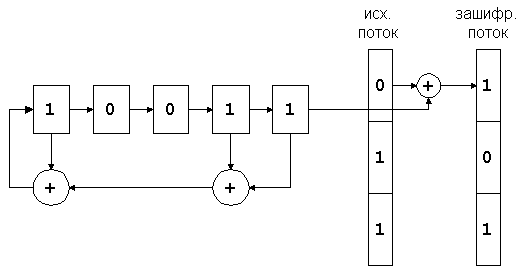 исх. поток
зашифр. поток
1 0 0 1 1
0 + 1
+ +
1 0
1 1